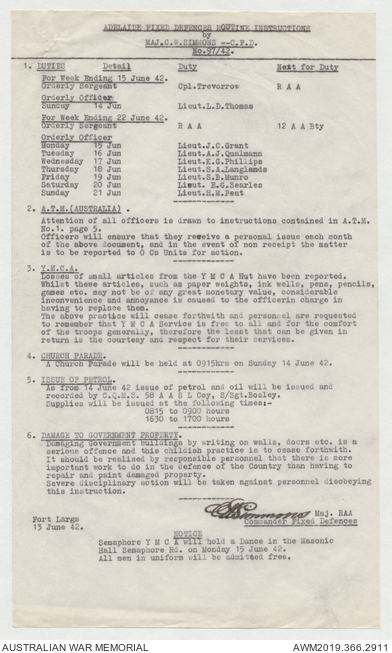 ADELAIDE FIXED DEFENCES ROUTINE INSTRUCTIONS
by
MAJ.C.W.SIMMONS --C.F.D.
No.97/42.
1. DUTIES Detail Duty Next for Duty
For Week Ending 15 June 42.
Orderly Sergeant Cpl.Trevorrow R A A
Orderly Officer
Sunday 14 Jun Lieut.L.D.Thomas
For Week Ending 22 June 42.
Orderly Sergeant R A A 12 A A Bty
Orderly Officer
Monday 15 Jun Lieut.J.C.Grant
Tuesday 16 Jun Lieut.A.J.Qualmann
Wednesday 17 Jun Lieut.K.G.Phillips
Thursday 18 Jun Lieut.S.A.Langlands
Friday 19 Jun Lieut.S.B.Munro
Saturday 20 Jun Lieut. E.G.Searles
Sunday 21 Jun Lieut.H.M.Pent
2. A.T.M.(AUSTRALIA) .
Attention of all officers is drawn to instructions contained in A.T.M.
No.1. page 5.
Officers will ensure that they receive a personal issue each month
of the above document, and in the event of non receipt the matter
is to be reported to O Cs Units for action.
3. Y.M.C.A.
Losses of small articles from the Y M C A Hut have been reported.
Whilst these articles, such as paper weights, ink wells, pens, pencils,
games etc. may not be of any great monetary value, considerable
inconvenience and annoyance is caused to the officerin charge in
having to replace them.
The above practice will cease forthwith and personnel are requested
to remember that Y M C A Service is free to all and for the comfort
of the troops generally, therefore the least that can be given in
return is the courtesy and respect for their services.
4. CHURCH PARADE.
A Church Parade will be held at 0915hrs on Sunday 14 June 42.
5. ISSUE OF PETROL.
As from 14 June 42 issue of petrol and oil will be issued and
recorded by C.Q.M.S. 58 A A S L Coy, S/Sgt.Bosley.
Supplies will be issued at the following times:-
0815 to 0900 hours
1630 to 1700 hours
6. DAMAGE TO GOVERNMENT PROPERTY.
Damaging Government buildings by writing on walls, doors etc. is a
serious offence and this childish practice is to cease forthwith.
It should be realised by responsible personnel that there is more
important work to do in the defence of the Country than having to
repair and paint damaged property.
Severe disciplinary action will be taken against personnel disobeying
this instruction.
CWSimmons Maj. RAA
Fort Largs Commander Fixed Defences
13 June 42.
NOTICE
Semaphore Y M C A will hold a Dance in the Masonic
Hall Semaphore Rd. on Monday 15 June 42.
All men in uniform will be admitted free.
AUSTRALIAN WAR MEMORIAL AWM2019.366.2911